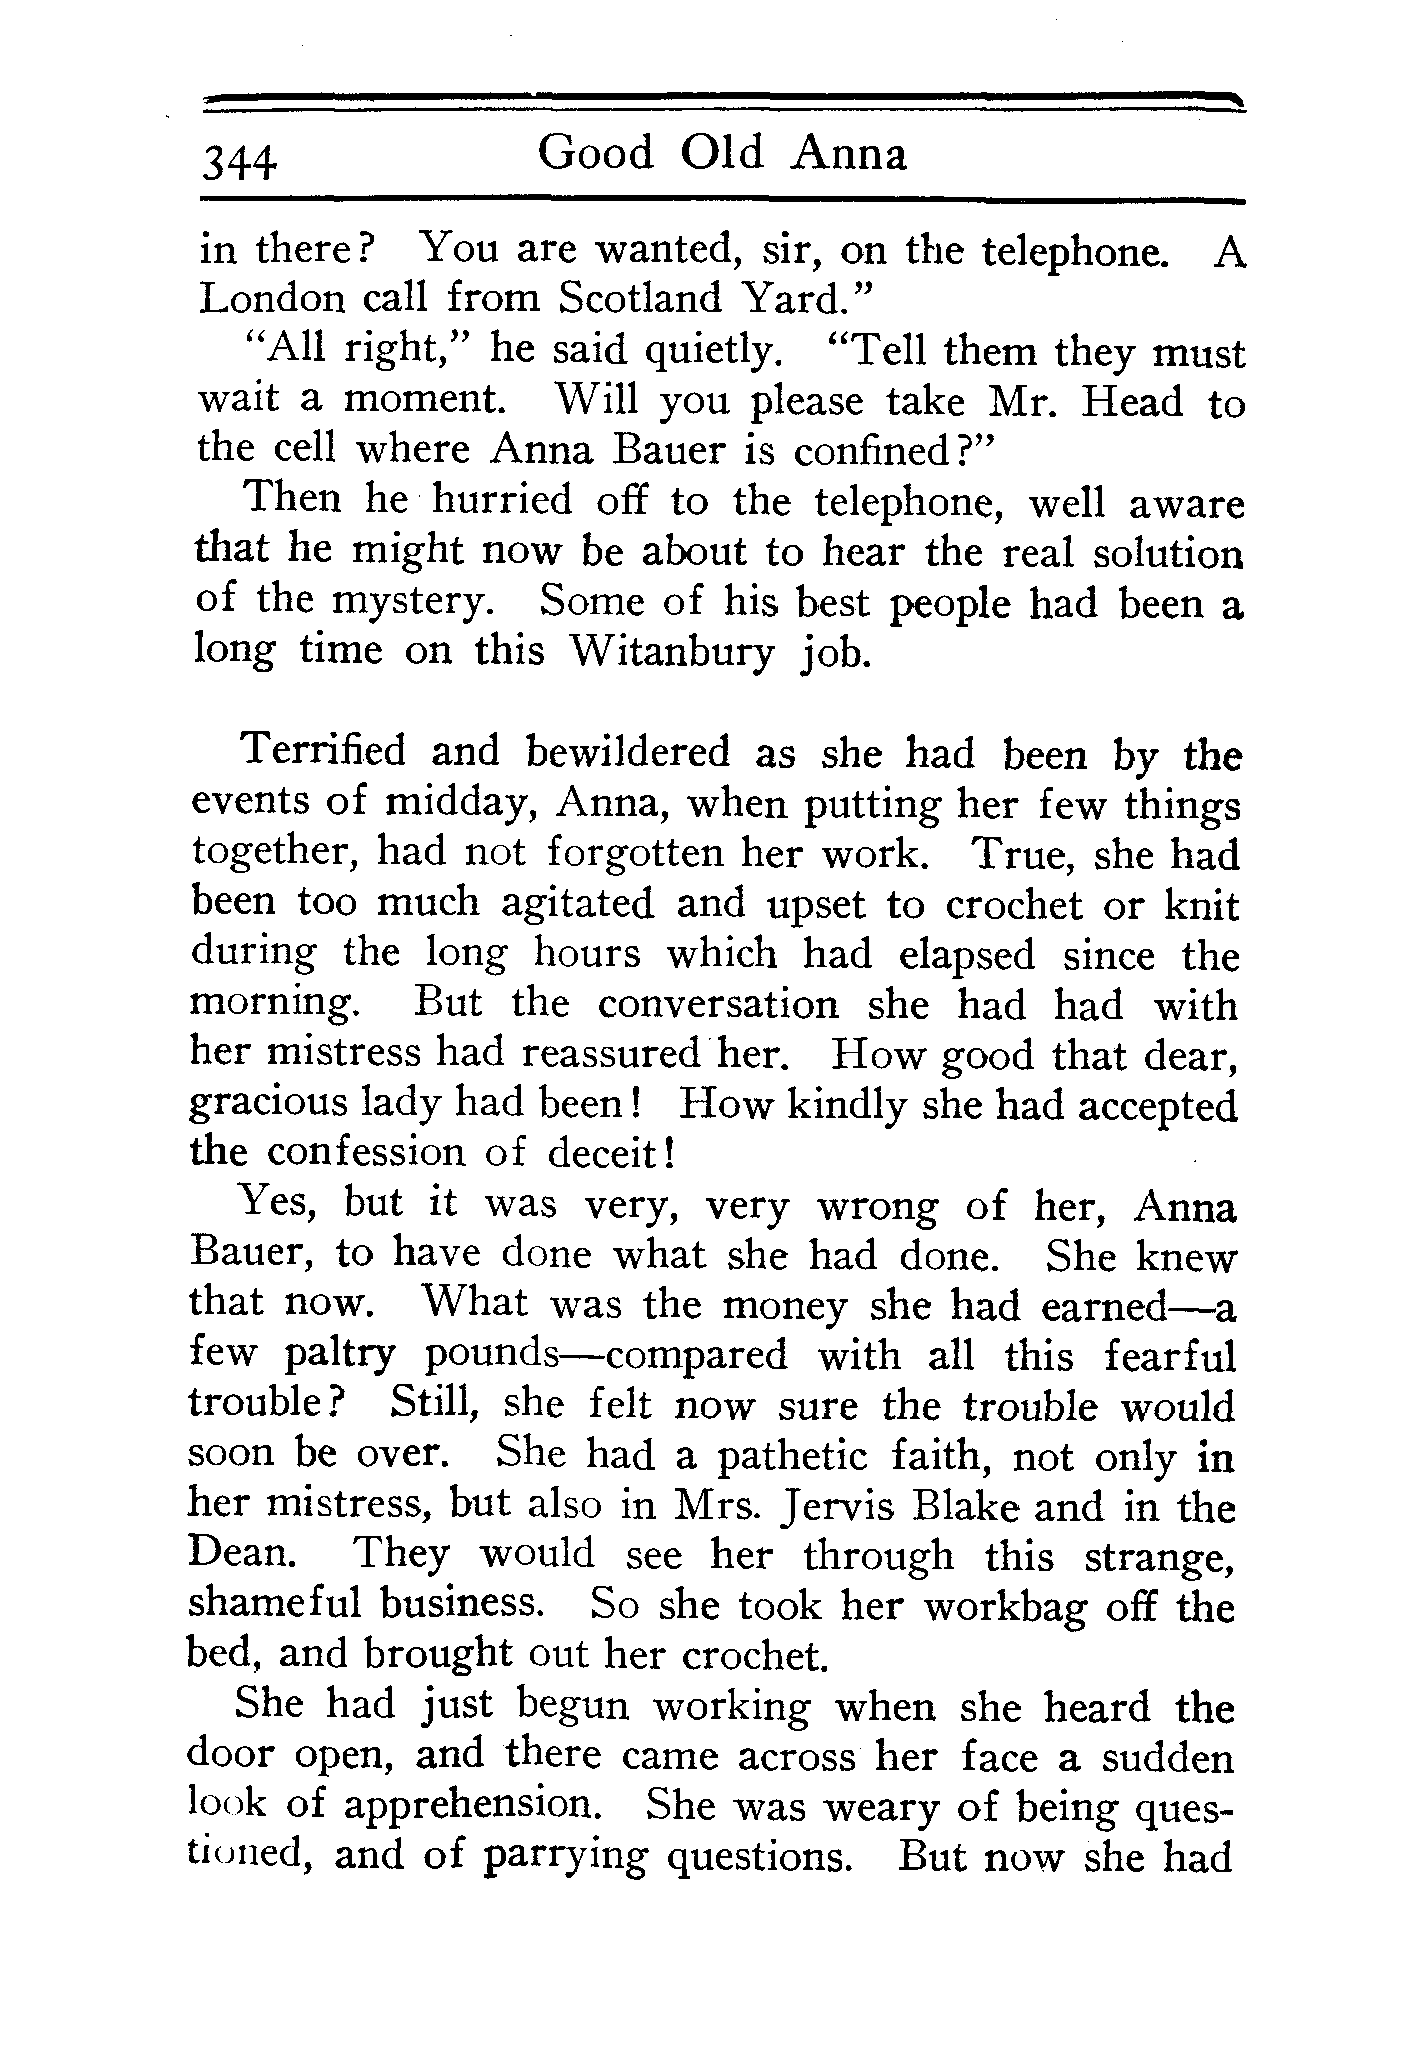 344 Good Old Anna
in there? You are wanted, sir, on the telephone. A
London call from Scotland Yard."
"All right," he said quietly. "Tell them they must
wait a moment. Will you please take Mr. Head to
the cell where Anna Bauer is confined?"
Then he hurried off to the telephone, well aware
that he might now be about to hear the real solution
of the mystery. Some of his best people had been a
long time on this Witanbury job.
Terrified and bewildered as she had been by the
events of midday, Anna, when putting her few things
together, had not forgotten her work. True, she had
been too much agitated and upset to crochet or knit
during the long hours which had elapsed since the
morning. But the conversation she had had with
her mistress had reassured her. How good that dear,
gracious lady had been! How kindly she had accepted
the confession of deceit!
Yes, but it was very, very wrong of her, Anna
Bauer, to have done what she had done. She knew
that now. What was the money she had earned—a
few paltry pounds—compared with all this fearful
trouble? Still, she felt now sure the trouble would
soon be over. She had a pathetic faith, not only in
her mistress, but also in Mrs. Jervis Blake and in the
Dean. They would see her through this strange,
shameful business. So she took her workbag off the
bed, and brought out her crochet.
She had just begun working when she heard the
door open, and there came across her face a sudden
look of apprehension. She was weary of being ques-
tioned, and of parrying questions. But now she had